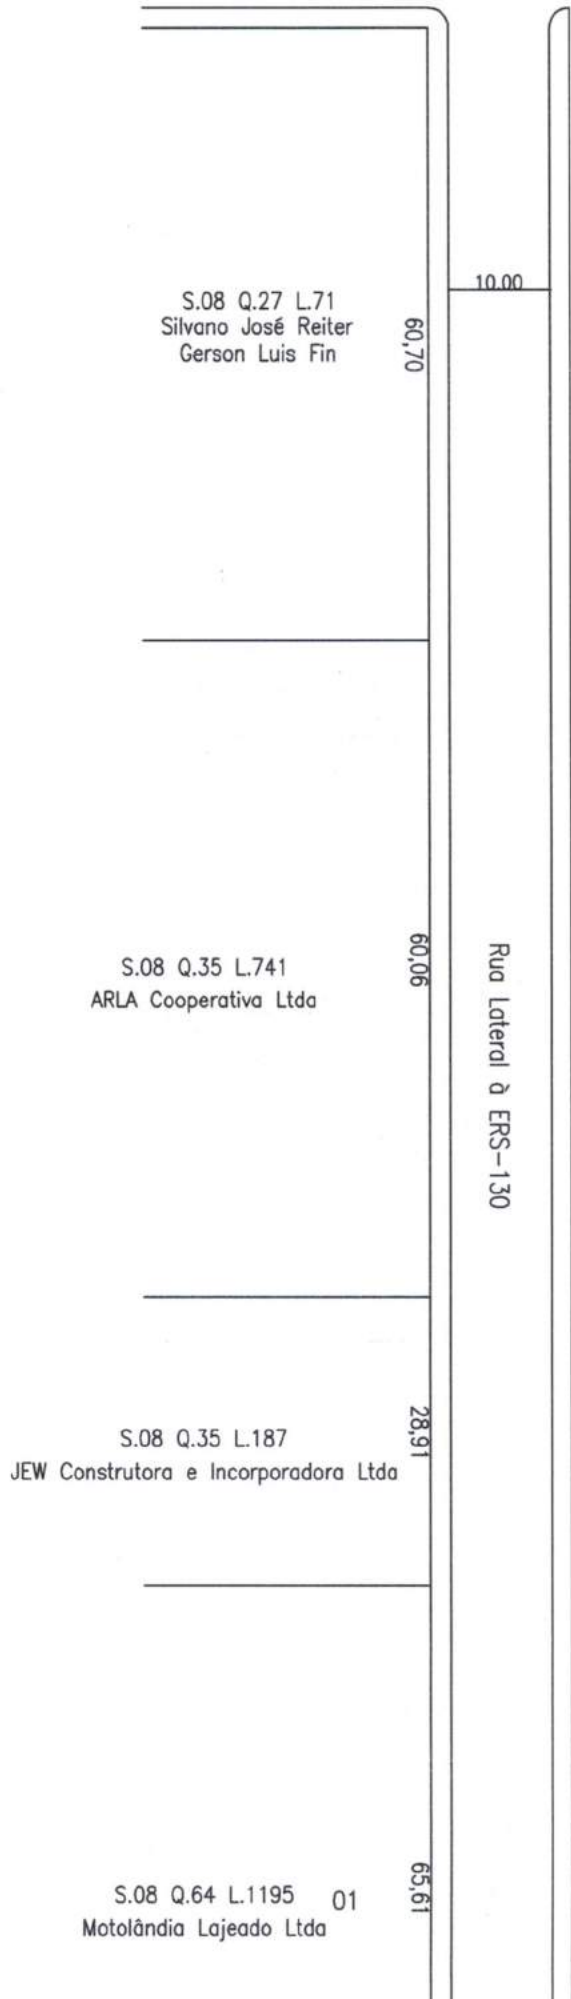 10.00
S.08 Q.27 L.71
Silvano José Reiter
Gerson Luis Fin
60,70
S.08 Q.35 L.741
ARLA Cooperativa Ltda
60,06
Rua Lateral à ERS-130
S.08 Q.35 L.187
JEW Construtora e Incorporadora Ltda
28,91
S.08 Q.64 L.1195 01
Motolândia Lajeado Ltda
65,61